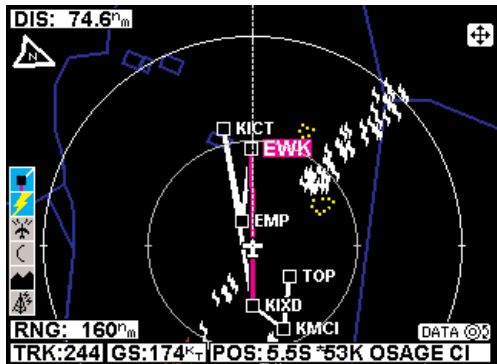 DIS: 74.6nm
N
KICT
EWK
EMP
TOP
KIXD
KMCI
RNG: 160nm
DATA
TRK:244 GS:174KT POS: 5.5S *53K OSAGE CI